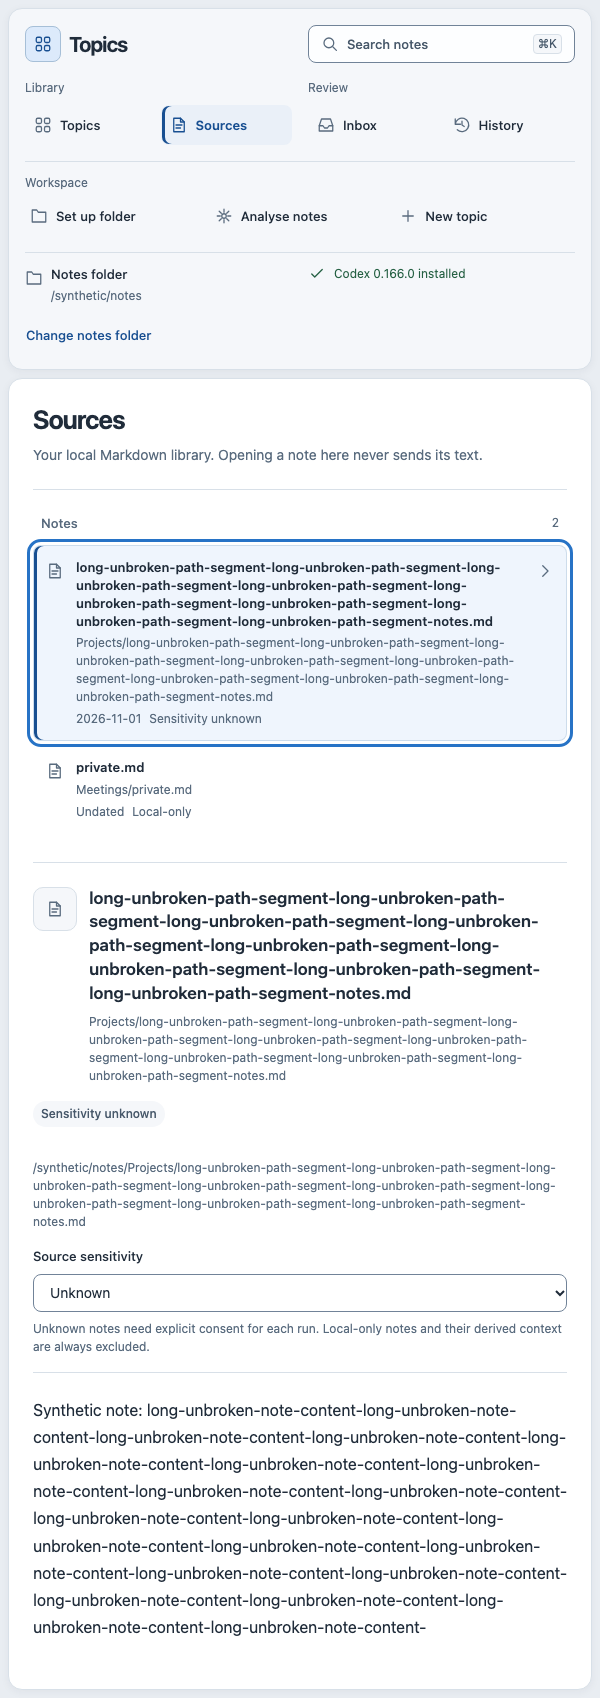 Topics
Search notes
⌘K
Library
Review
Topics
Sources
Inbox
History
Workspace
Set up folder
Analyse notes
New topic
Notes folder
/synthetic/notes
Codex 0.166.0 installed
Change notes folder
Sources
Your local Markdown library. Opening a note here never sends its text.
Notes
2
long-unbroken-path-segment-long-unbroken-path-segment-long-
unbroken-path-segment-long-unbroken-path-segment-long-
unbroken-path-segment-long-unbroken-path-segment-long-
unbroken-path-segment-long-unbroken-path-segment-notes.md
Projects/long-unbroken-path-segment-long-unbroken-path-segment-long-
unbroken-path-segment-long-unbroken-path-segment-long-unbroken-path-
segment-long-unbroken-path-segment-long-unbroken-path-segment-long-
unbroken-path-segment-notes.md
2026-11-01 Sensitivity unknown
private.md
Meetings/private.md
Undated Local-only
long-unbroken-path-segment-long-unbroken-path-
segment-long-unbroken-path-segment-long-unbroken-
path-segment-long-unbroken-path-segment-long-
unbroken-path-segment-long-unbroken-path-segment-
long-unbroken-path-segment-notes.md
Projects/long-unbroken-path-segment-long-unbroken-path-segment-long-
unbroken-path-segment-long-unbroken-path-segment-long-unbroken-path-
segment-long-unbroken-path-segment-long-unbroken-path-segment-long-
unbroken-path-segment-notes.md
Sensitivity unknown
/synthetic/notes/Projects/long-unbroken-path-segment-long-unbroken-path-segment-long-
unbroken-path-segment-long-unbroken-path-segment-long-unbroken-path-segment-long-
unbroken-path-segment-long-unbroken-path-segment-long-unbroken-path-segment-
notes.md
Source sensitivity
Unknown
Unknown notes need explicit consent for each run. Local-only notes and their derived context
are always excluded.
Synthetic note: long-unbroken-note-content-long-unbroken-note-
content-long-unbroken-note-content-long-unbroken-note-content-long-
unbroken-note-content-long-unbroken-note-content-long-unbroken-
note-content-long-unbroken-note-content-long-unbroken-note-content-
long-unbroken-note-content-long-unbroken-note-content-long-
unbroken-note-content-long-unbroken-note-content-long-unbroken-
note-content-long-unbroken-note-content-long-unbroken-note-content-
long-unbroken-note-content-long-unbroken-note-content-long-
unbroken-note-content-long-unbroken-note-content-